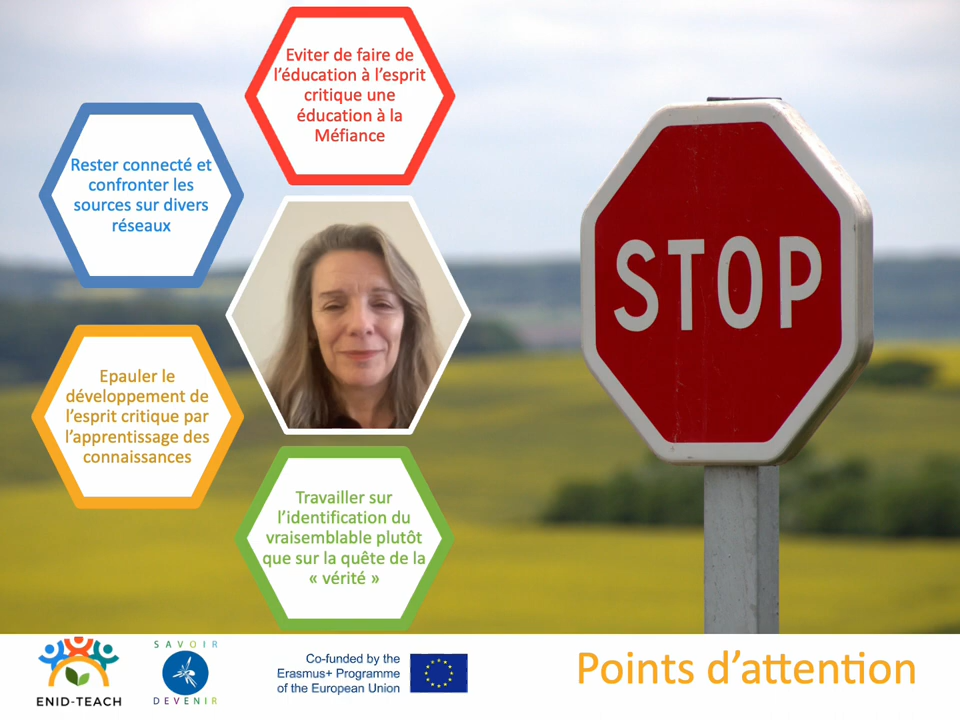 Eviter de faire de
l'éducation à l'esprit
critique une
éducation à la
Méfiance
Rester connecté et
confronter les
sources sur divers
réseaux
Epauler le
développement de
l'esprit critique par
l'apprentissage des
connaissances
Travailler sur
l'identification du
vraisemblable plutôt
que sur la quête de la
« vérité »
STOP
ENID-TEACH
SAVOIR
DEVENIR
Co-funded by the
Erasmus+ Programme
of the European Union
Points d'attention